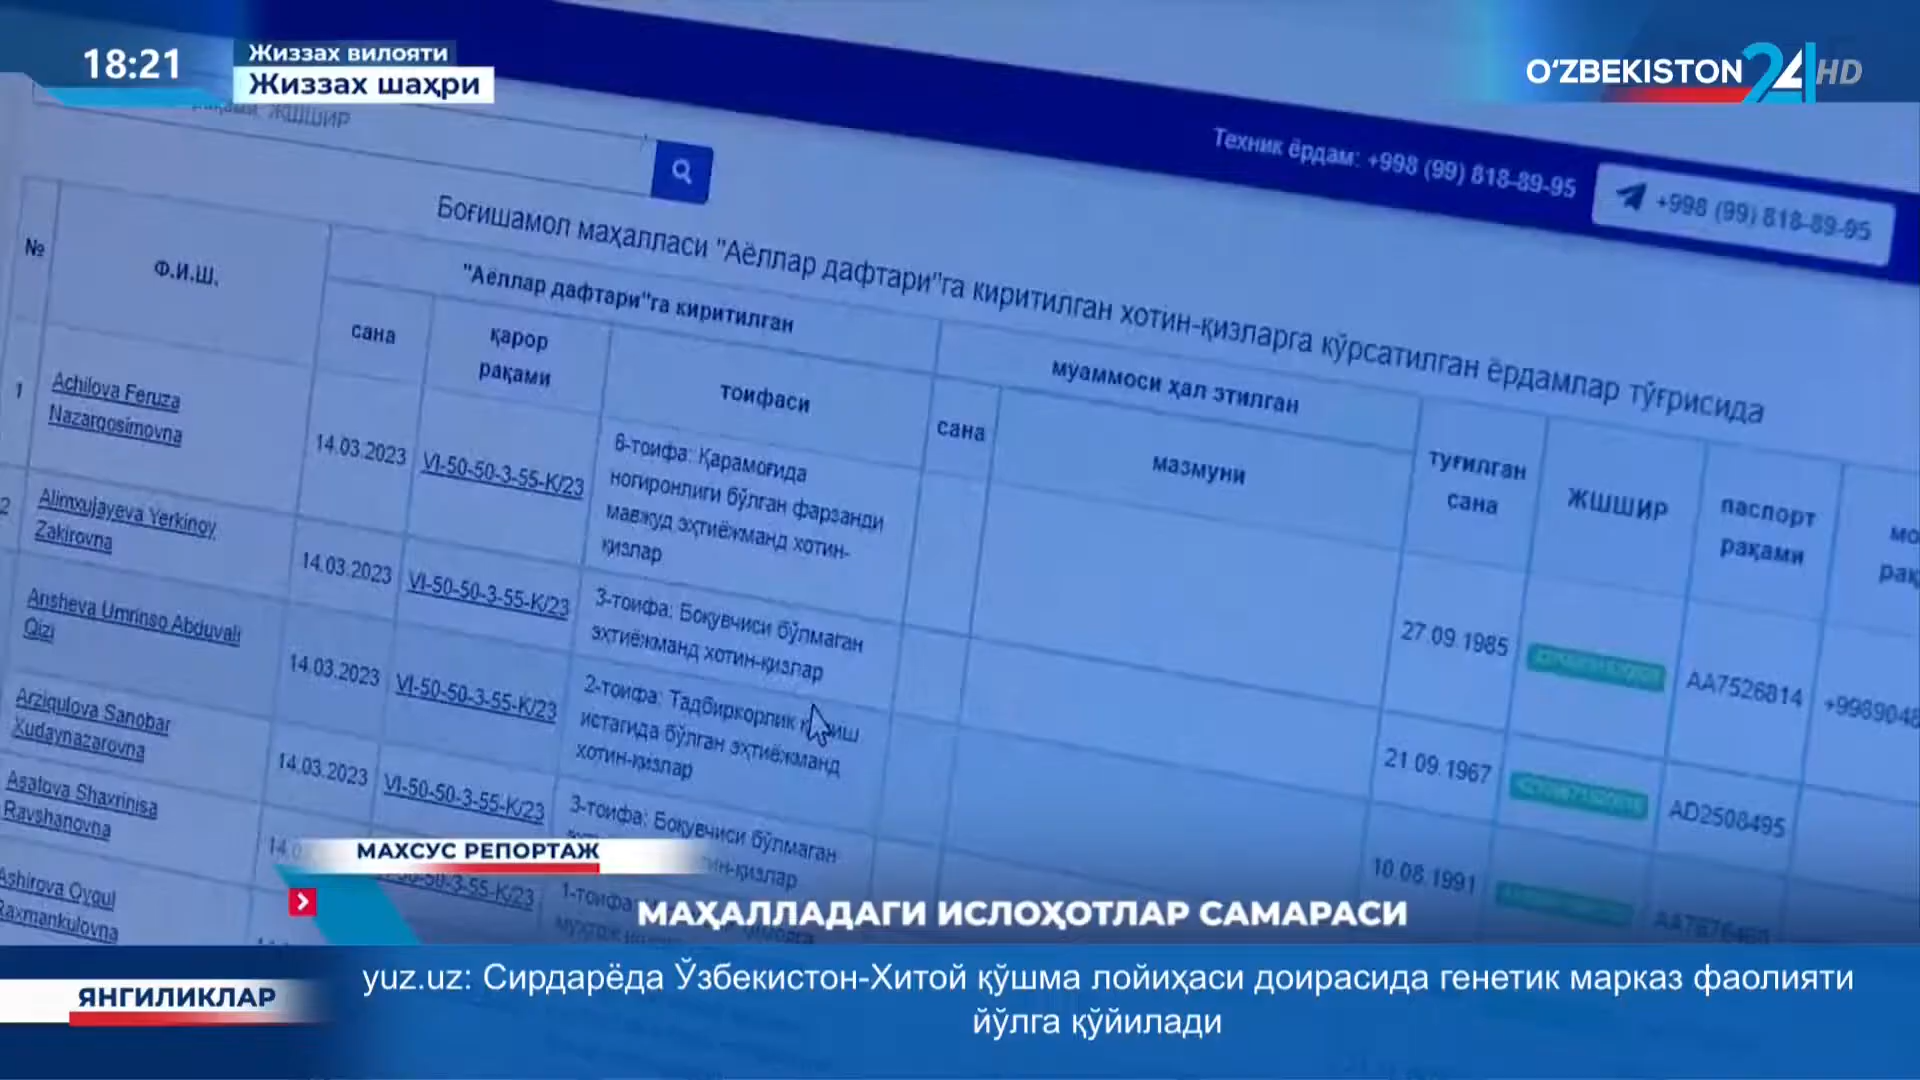 18:21
Жиззах вилояти
Жиззах шаҳри
O‘ZBEKISTON 24 HD
ЖШШИР
Техник ёрдам: +998 (99) 818-89-95
+998 (99) 818-89-95
Боғишамол маҳалласи "Аёллар дафтари"га киритилган хотин-қизларга кўрсатилган ёрдамлар тўғрисида
№
Ф.И.Ш.
"Аёллар дафтари"га киритилган
муаммоси ҳал этилган
сана
қарор
рақами
тоифаси
сана
мазмуни
туғилган
сана
ЖШШИР
паспорт
рақами
1
Achilova Feruza
Nazarqosimovna
14.03.2023
VI-50-50-3-55-K/23
6-тоифа: Қарамоғида
ногиронлиги бўлган фарзанди
мавжуд эҳтиёжманд хотин-
қизлар
27.09.1985
AA7526814
+9989048
2
Alimxujayeva Yerkinoy
Zakirovna
14.03.2023
VI-50-50-3-55-K/23
3-тоифа: Боқувчиси бўлмаган
эҳтиёжманд хотин-қизлар
21.09.1967
AD2508495
Ansheva Umrinso Abduvali
Qizi
14.03.2023
VI-50-50-3-55-K/23
2-тоифа: Тадбиркорлик
истагида бўлган эҳтиёжманд
хотин-қизлар
10.08.1991
Arziqulova Sanobar
Xudaynazarovna
14.03.2023
VI-50-50-3-55-K/23
3-тоифа: Боқувчиси бўлмаган
Asatova Shaxrinisa
Ravshanovna
1-тоифа:
Ashirova Oygul
Raxmankulovna
МАХСУС РЕПОРТАЖ
МАҲАЛЛАДАГИ ИСЛОҲОТЛАР САМАРАСИ
ЯНГИЛИКЛАР
yuz.uz: Сирдарёда Ўзбекистон-Хитой қўшма лойиҳаси доирасида генетик марказ фаолияти
йўлга қўйилади